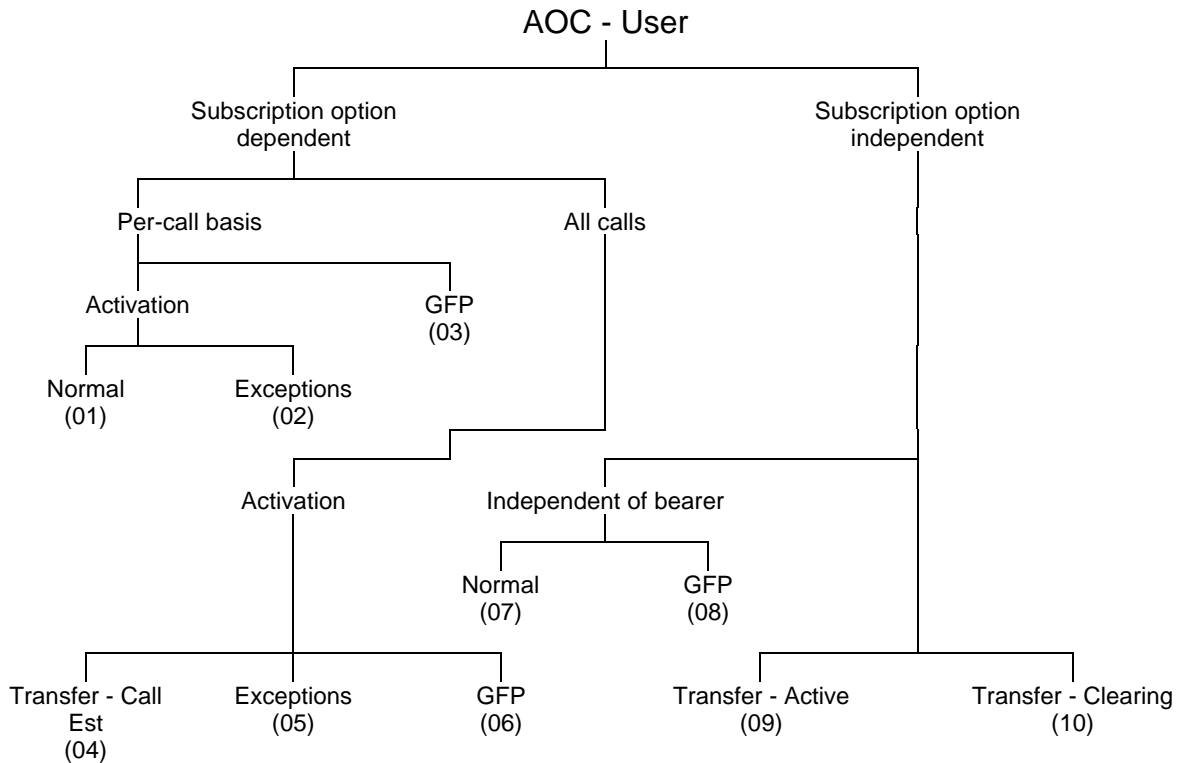 AOC - User
Subscription option
dependent
Subscription option
independent
Per-call basis
All calls
Activation
GFP
(03)
Normal
(01)
Exceptions
(02)
Activation
Independent of bearer
Normal
(07)
GFP
(08)
Transfer - Call
Est
(04)
Exceptions
(05)
GFP
(06)
Transfer - Active
(09)
Transfer - Clearing
(10)